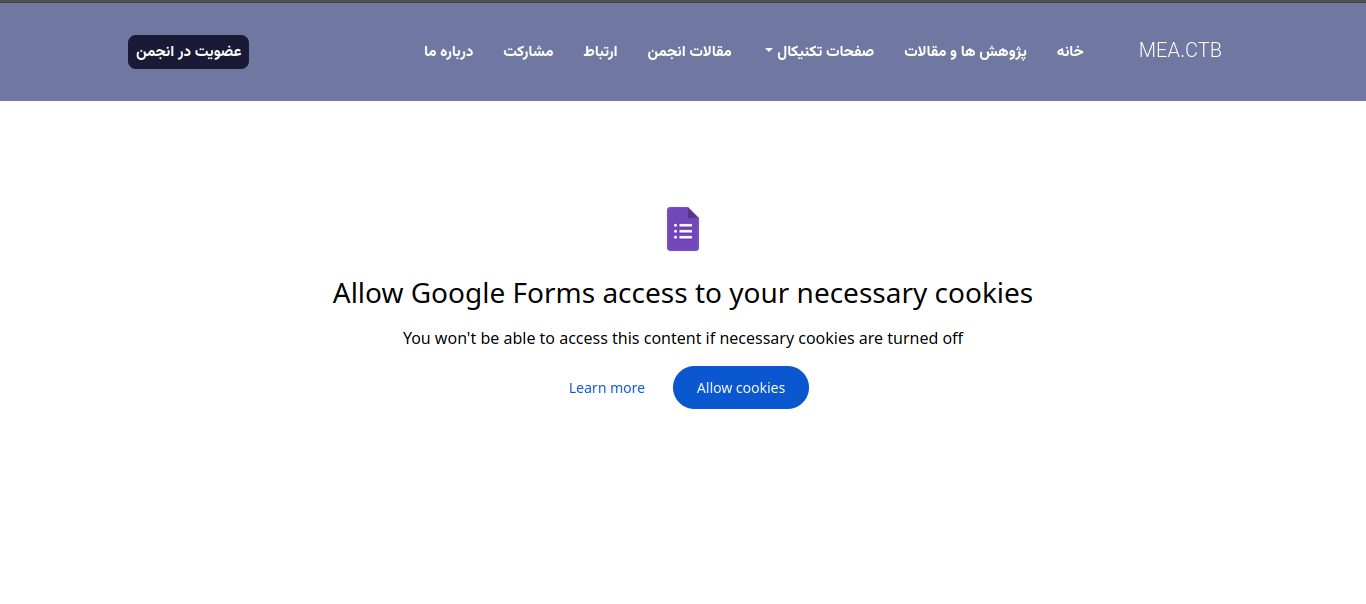 MEA.CTB
خانه
پژوهش ها و مقالات
صفحات تکنیکال
مقالات انجمن
ارتباط
مشارکت
درباره ما
عضویت در انجمن
Allow Google Forms access to your necessary cookies
You won't be able to access this content if necessary cookies are turned off
Learn more
Allow cookies